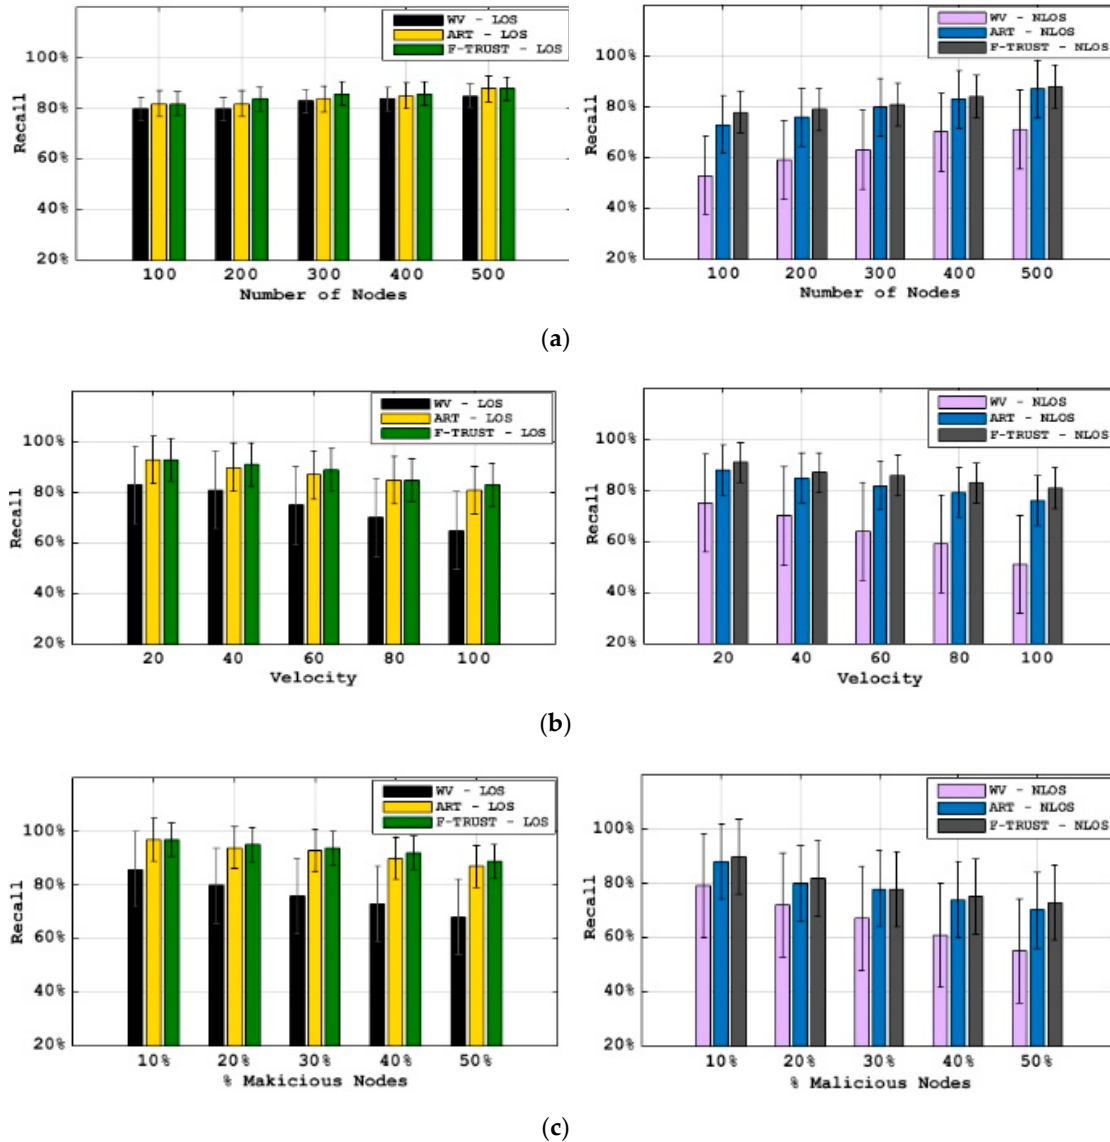 WV - LOS
ART - LOS
F-TRUST - LOS
100%
80%
60%
40%
20%
Recall
100 200 300 400 500
Number of Nodes
WV - NLOS
ART - NLOS
F-TRUST - NLOS
100%
80%
60%
40%
20%
Recall
100 200 300 400 500
Number of Nodes
(a)
WV - LOS
ART - LOS
F-TRUST - LOS
100%
80%
60%
40%
20%
Recall
20 40 60 80 100
Velocity
WV - NLOS
ART - NLOS
F-TRUST - NLOS
100%
80%
60%
40%
20%
Recall
20 40 60 80 100
Velocity
(b)
WV - LOS
ART - LOS
F-TRUST - LOS
100%
80%
60%
40%
20%
Recall
10% 20% 30% 40% 50%
% Makicious Nodes
WV - NLOS
ART - NLOS
F-TRUST - NLOS
100%
80%
60%
40%
20%
Recall
10% 20% 30% 40% 50%
% Malicious Nodes
(c)